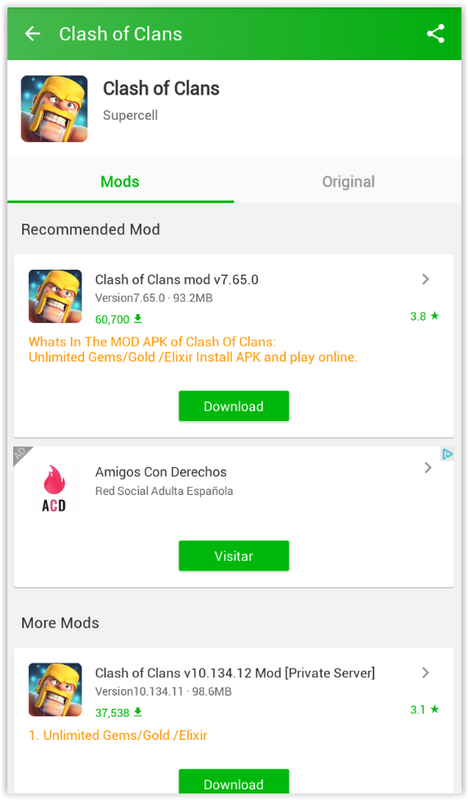 Clash of Clans
Clash of Clans
Supercell
Mods
Original
Recommended Mod
Clash of Clans mod v7.65.0
Version7.65.0 · 93.2MB
60,700
3.8 ★
Whats In The MOD APK of Clash Of Clans:
Unlimited Gems/Gold /Elixir Install APK and play online.
Download
AD
Amigos Con Derechos
Red Social Adulta Española
ACD
Visitar
More Mods
Clash of Clans v10.134.12 Mod [Private Server]
Version10.134.11 · 98.6MB
37,538
3.1 ★
1. Unlimited Gems/Gold /Elixir
Download